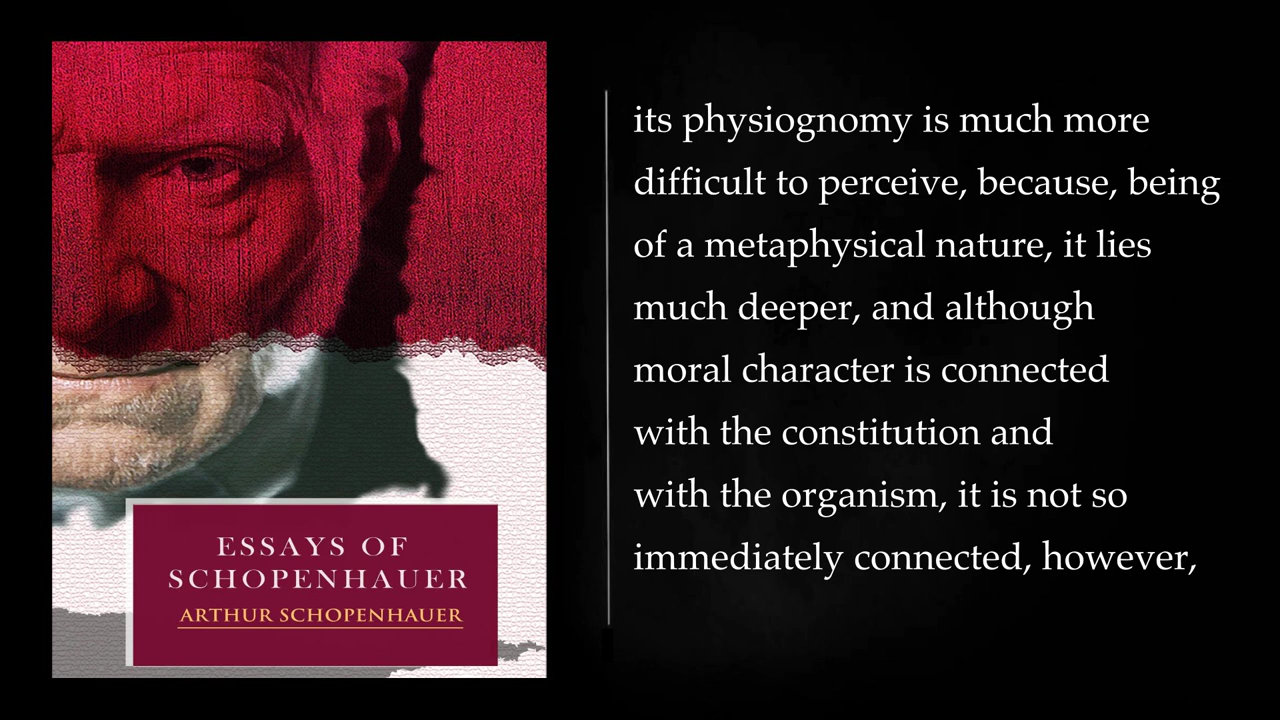 ESSAYS OF
SCHOPENHAUER
ARTHUR SCHOPENHAUER
its physiognomy is much more
difficult to perceive, because, being
of a metaphysical nature, it lies
much deeper, and although
moral character is connected
with the constitution and
with the organism, it is not so
immediately connected, however,